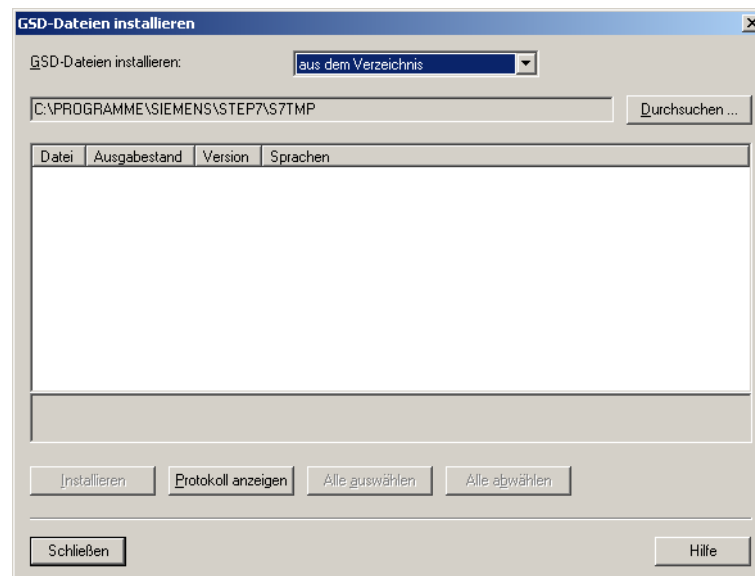 GSD-Dateien installieren
GSD-Dateien installieren: aus dem Verzeichnis
C:\PROGRAMME\SIEMENS\STEP7\S7TMP Durchsuchen ...
Datei Ausgabestand Version Sprachen
Installieren Protokoll anzeigen Alle auswählen Alle abwählen
Schließen Hilfe